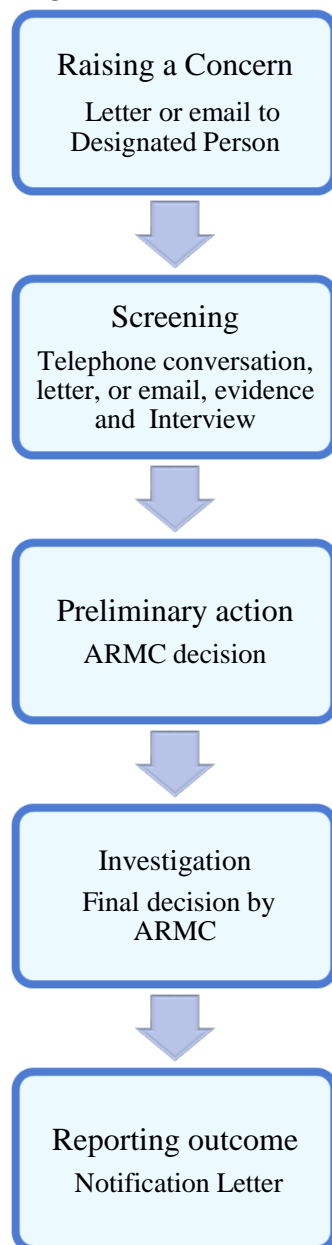 Raising a Concern
Letter or email to
Designated Person
Screening
Telephone conversation,
letter, or email, evidence
and Interview
Preliminary action
ARMC decision
Investigation
Final decision by
ARMC
Reporting outcome
Notification Letter